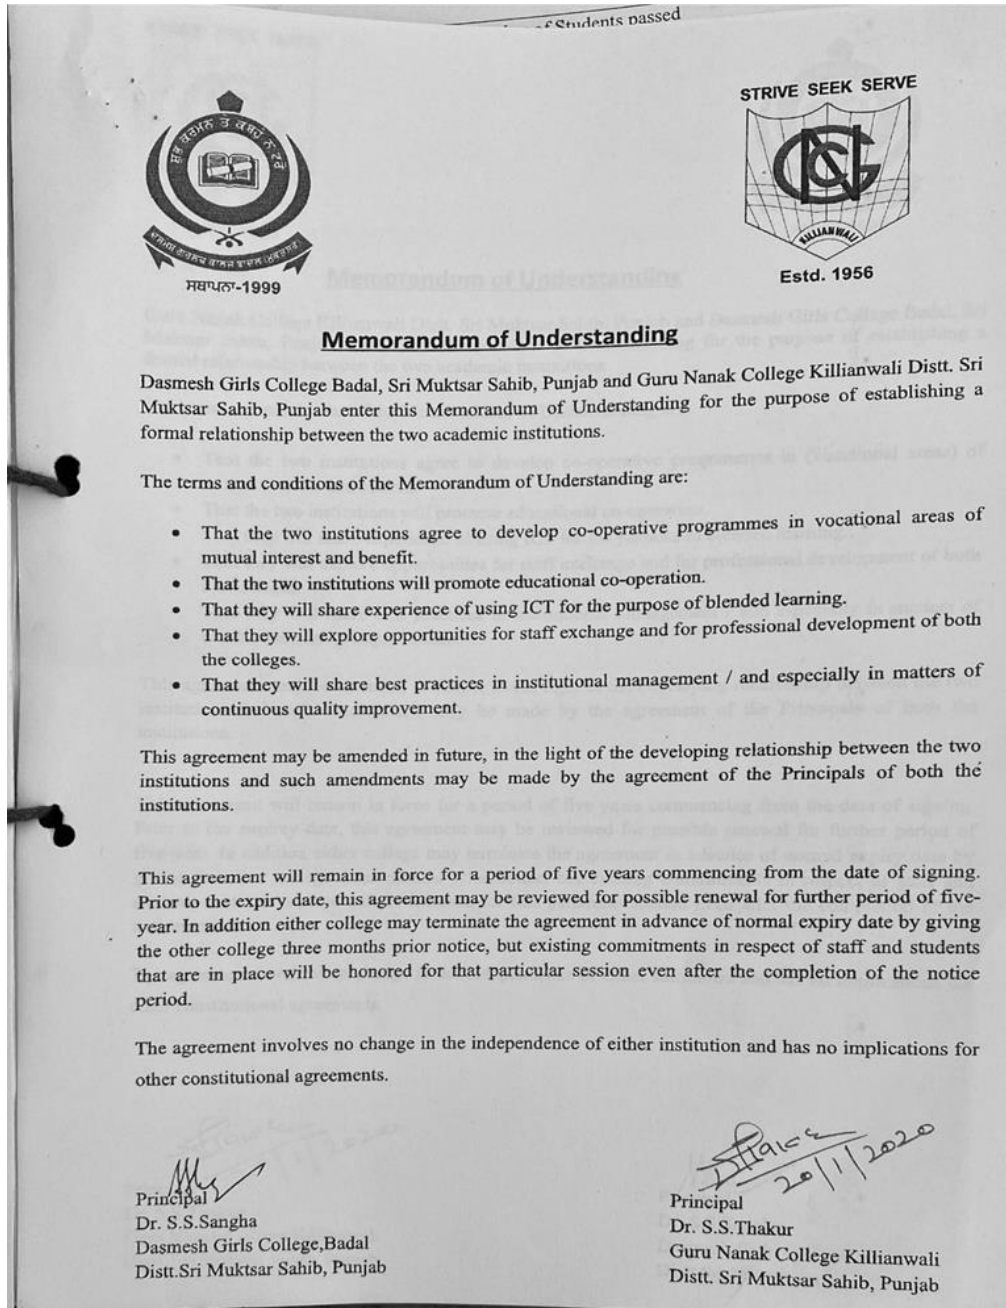 of Students passed
STRIVE SEEK SERVE
ਸ਼ੁਭ ਕਰਮਨ ਤੇ ਕਬਹੂੰ ਨ ਟਰੋਂ
GNCG
KILLIANWALI
ਸਥਾਪਨਾ-1999
Estd. 1956
Memorandum of Understanding
Dasmesh Girls College Badal, Sri Muktsar Sahib, Punjab and Guru Nanak College Killianwali Distt. Sri
Muktsar Sahib, Punjab enter this Memorandum of Understanding for the purpose of establishing a
formal relationship between the two academic institutions.
The terms and conditions of the Memorandum of Understanding are:
• That the two institutions agree to develop co-operative programmes in vocational areas of
mutual interest and benefit.
• That the two institutions will promote educational co-operation.
• That they will share experience of using ICT for the purpose of blended learning.
• That they will explore opportunities for staff exchange and for professional development of both
the colleges.
• That they will share best practices in institutional management / and especially in matters of
continuous quality improvement.
This agreement may be amended in future, in the light of the developing relationship between the two
institutions and such amendments may be made by the agreement of the Principals of both the
institutions.
This agreement will remain in force for a period of five years commencing from the date of signing.
Prior to the expiry date, this agreement may be reviewed for possible renewal for further period of five-
year. In addition either college may terminate the agreement in advance of normal expiry date by giving
the other college three months prior notice, but existing commitments in respect of staff and students
that are in place will be honored for that particular session even after the completion of the notice
period.
The agreement involves no change in the independence of either institution and has no implications for
other constitutional agreements.
20/1/2020
Principal
Dr. S.S.Sangha
Dasmesh Girls College,Badal
Distt.Sri Muktsar Sahib, Punjab
Principal
Dr. S.S.Thakur
Guru Nanak College Killianwali
Distt. Sri Muktsar Sahib, Punjab